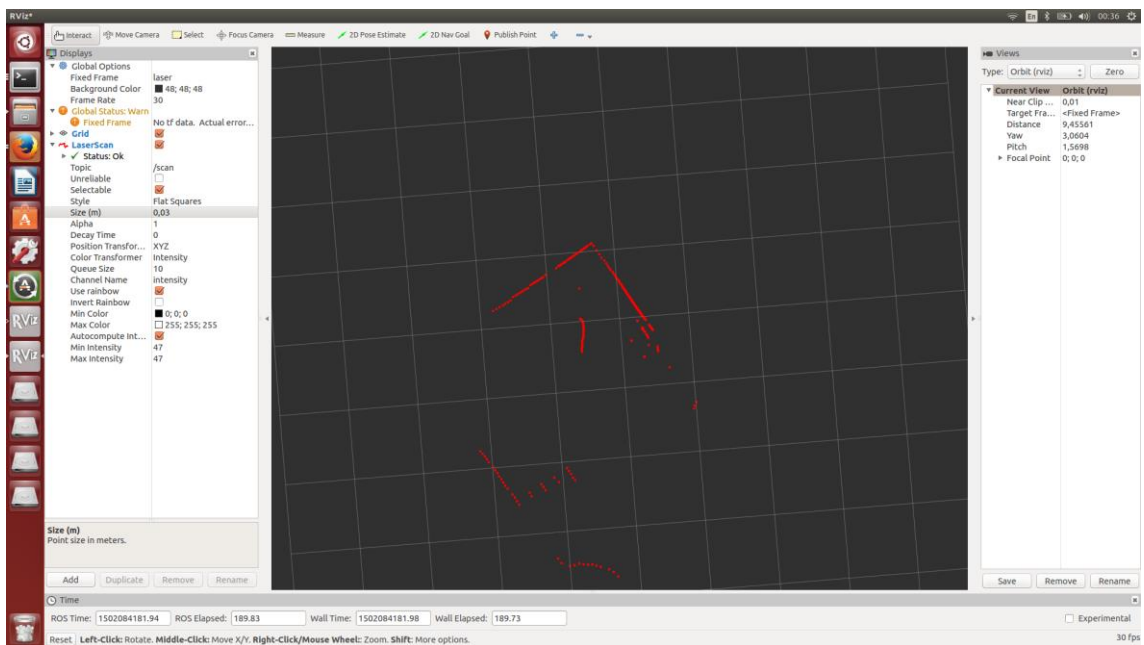 RViz*
En 00:36
Interact Move Camera Select Focus Camera Measure 2D Pose Estimate 2D Nav Goal Publish Point
Displays
Global Options
Fixed Frame laser
Background Color 48; 48; 48
Frame Rate 30
Global Status: Warn
Fixed Frame No tf data. Actual error...
Grid
LaserScan
Status: Ok
Topic /scan
Unreliable
Selectable
Style Flat Squares
Size (m) 0,03
Alpha 1
Decay Time 0
Position Transfor... XYZ
Color Transformer Intensity
Queue Size 10
Channel Name intensity
Use rainbow
Invert Rainbow
Min Color 0; 0; 0
Max Color 255; 255; 255
Autocompute Int...
Min Intensity 47
Max Intensity 47
Size (m)
Point size in meters.
Add Duplicate Remove Rename
Views
Type: Orbit (rviz) Zero
Current View Orbit (rviz)
Near Clip ... 0,01
Target Fra... <Fixed Frame>
Distance 9,45561
Yaw 3,0604
Pitch 1,5698
Focal Point 0; 0; 0
Save Remove Rename
RViz
RViz
Time
ROS Time: 1502084181.94 ROS Elapsed: 189.83 Wall Time: 1502084181.98 Wall Elapsed: 189.73 Experimental
Reset Left-Click: Rotate. Middle-Click: Move X/Y. Right-Click/Mouse Wheel:: Zoom. Shift: More options. 30 fps